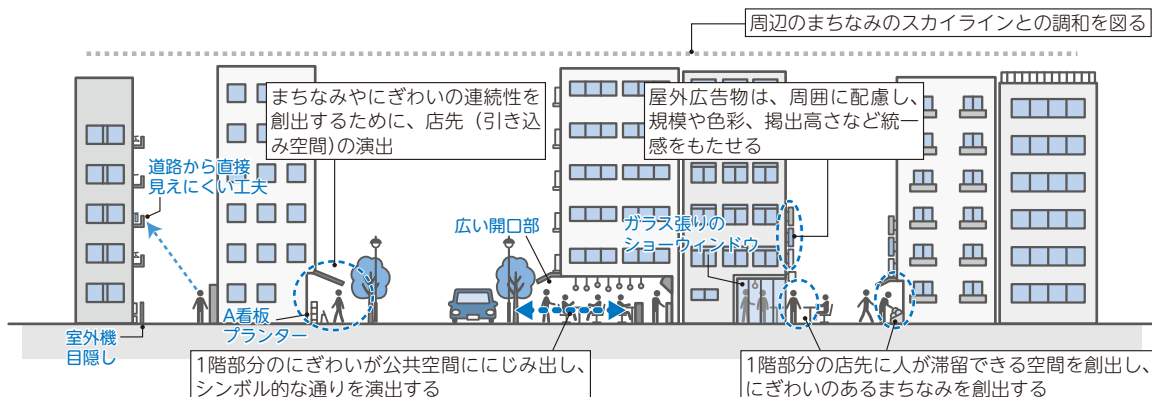 周辺のまちなみのスカイラインとの調和を図る
まちなみやにぎわいの連続性を
創出するために、店先（引き込
み空間）の演出
屋外広告物は、周囲に配慮し、
規模や色彩、掲出高さなど統一
感をもたせる
道路から直接
見えにくい工夫
広い開口部
ガラス張りの
ショーウィンドウ
A看板
プランター
室外機
目隠し
1階部分のにぎわいが公共空間ににじみ出し、
シンボル的な通りを演出する
1階部分の店先に人が滞留できる空間を創出し、
にぎわいのあるまちなみを創出する